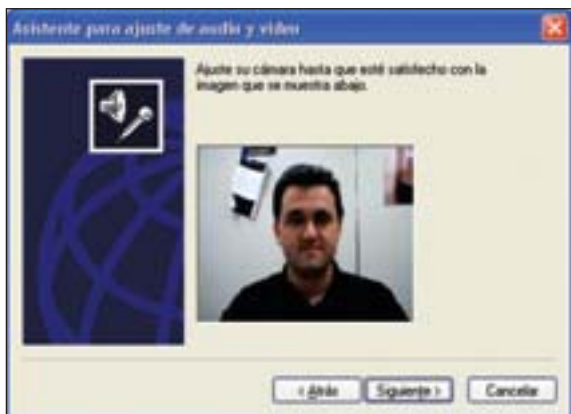 Asistente para ajuste de audio y video
Ajuste su cámara hasta que esté satisfecho con la
imagen que se muestra abajo.
< Atrás
Siguiente >
Cancelar